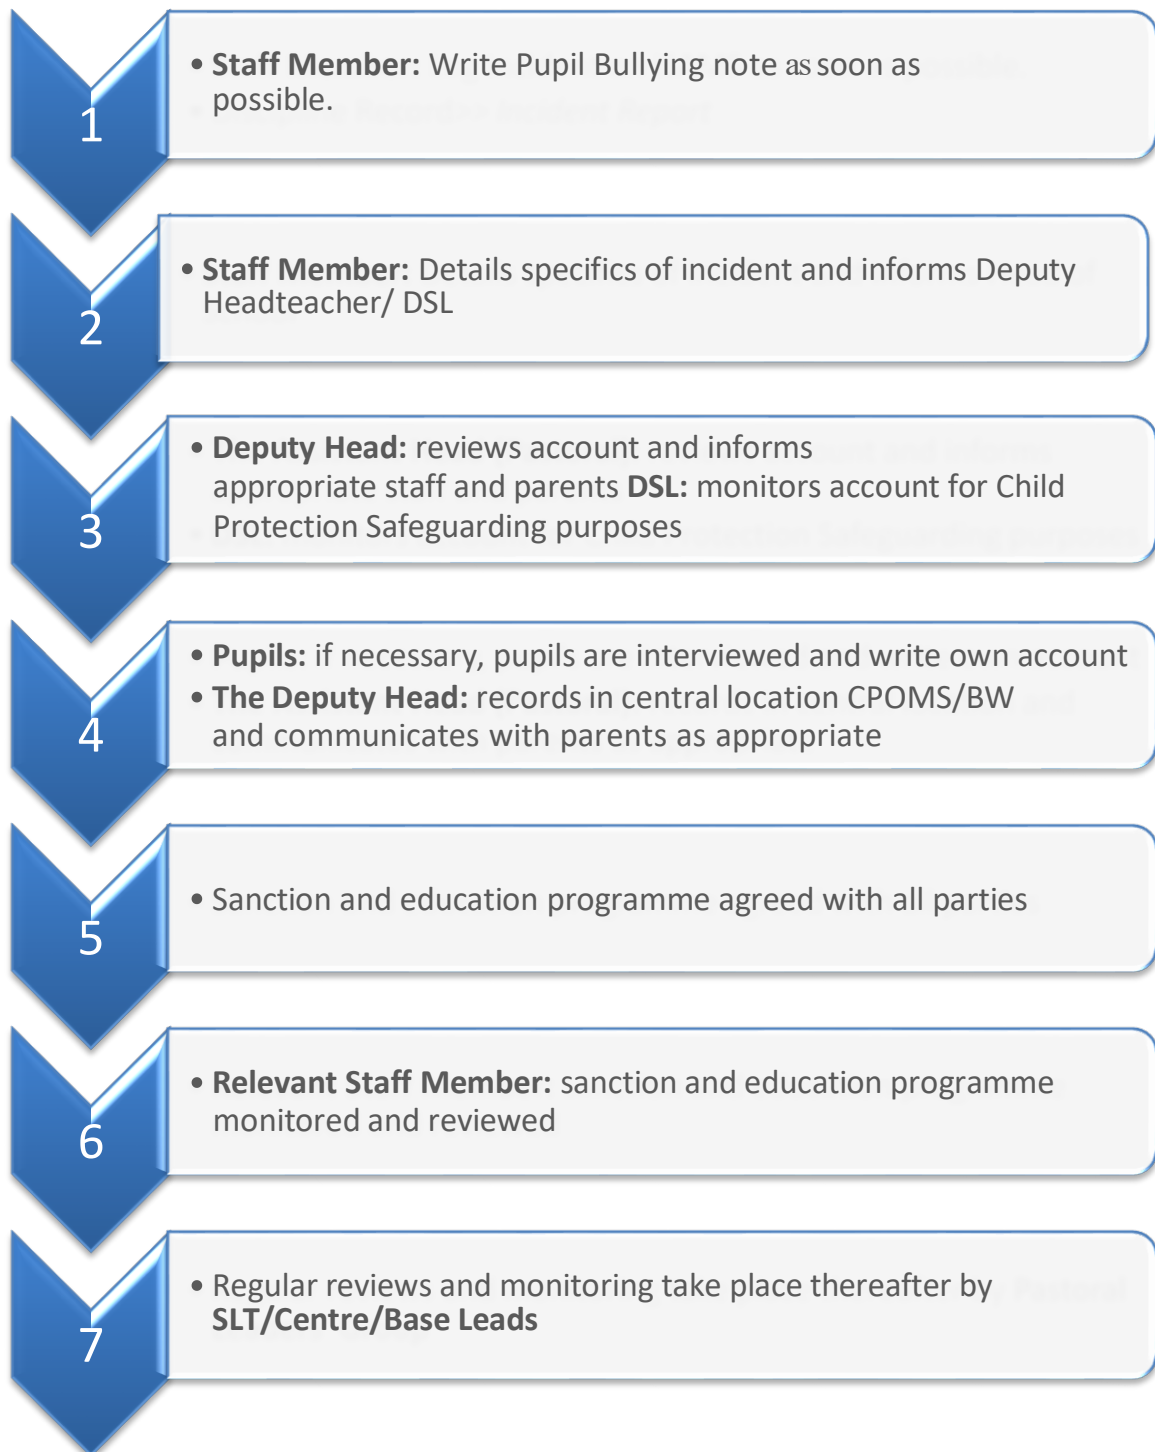 1
• Staff Member: Write Pupil Bullying note as soon as
possible.
2
• Staff Member: Details specifics of incident and informs Deputy
Headteacher/ DSL
3
• Deputy Head: reviews account and informs
appropriate staff and parents DSL: monitors account for Child
Protection Safeguarding purposes
4
• Pupils: if necessary, pupils are interviewed and write own account
• The Deputy Head: records in central location CPOMS/BW
and communicates with parents as appropriate
5
• Sanction and education programme agreed with all parties
6
• Relevant Staff Member: sanction and education programme
monitored and reviewed
7
• Regular reviews and monitoring take place thereafter by
SLT/Centre/Base Leads